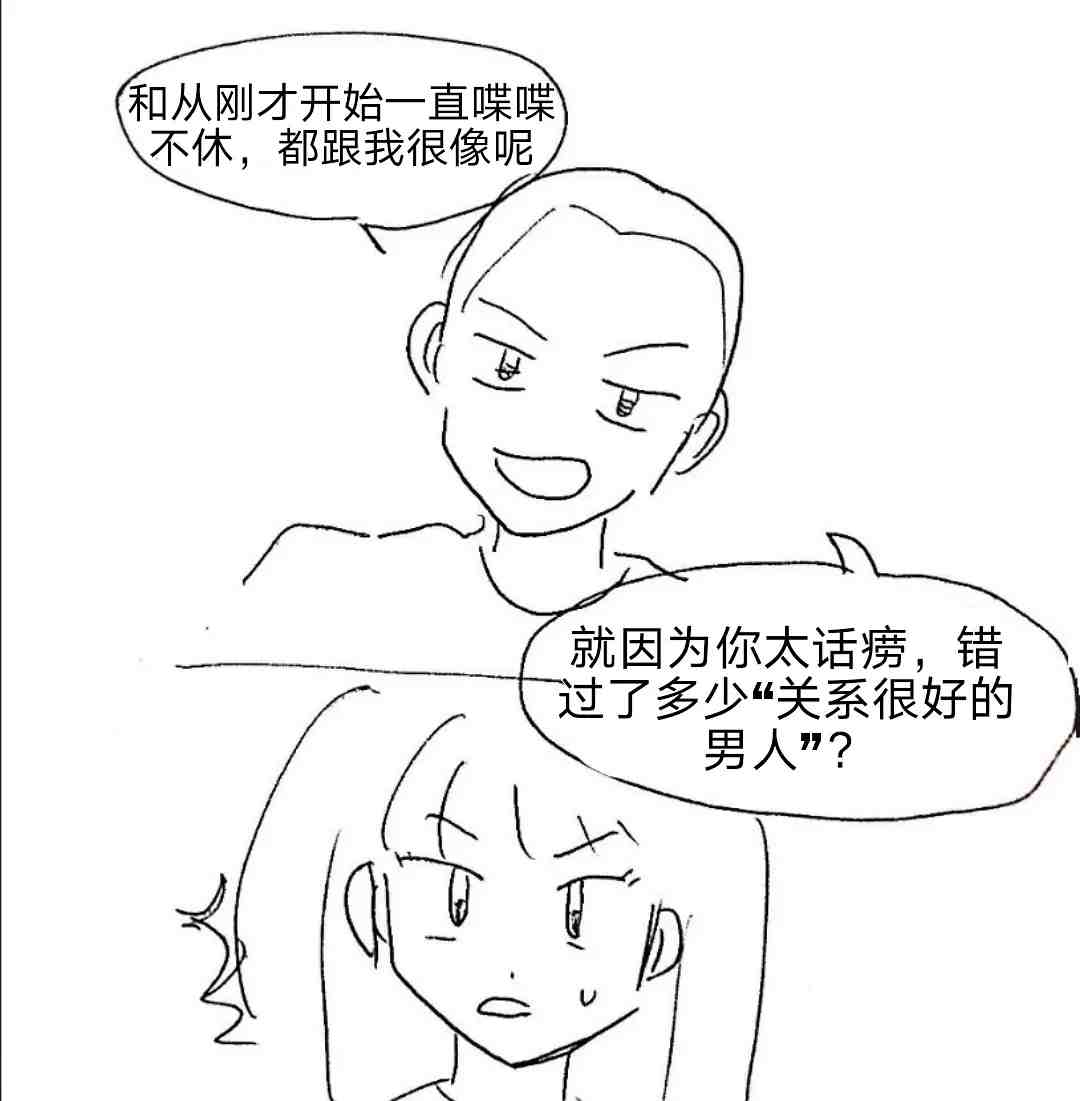 和从刚才开始一直喋喋
不休，都跟我很像呢
就因为你太话痨，错
过了多少“关系很好的
男人”？